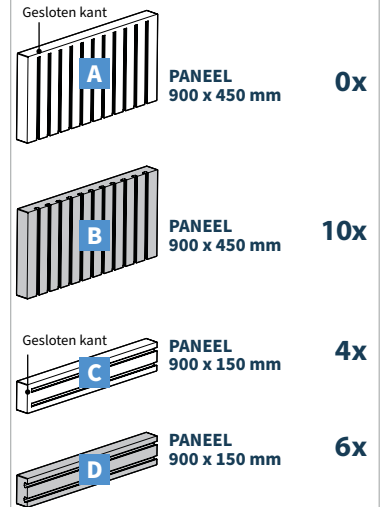 Gesloten kant
A
PANEEL
900 x 450 mm
0x
B
PANEEL
900 x 450 mm
10x
Gesloten kant
C
PANEEL
900 x 150 mm
4x
D
PANEEL
900 x 150 mm
6x